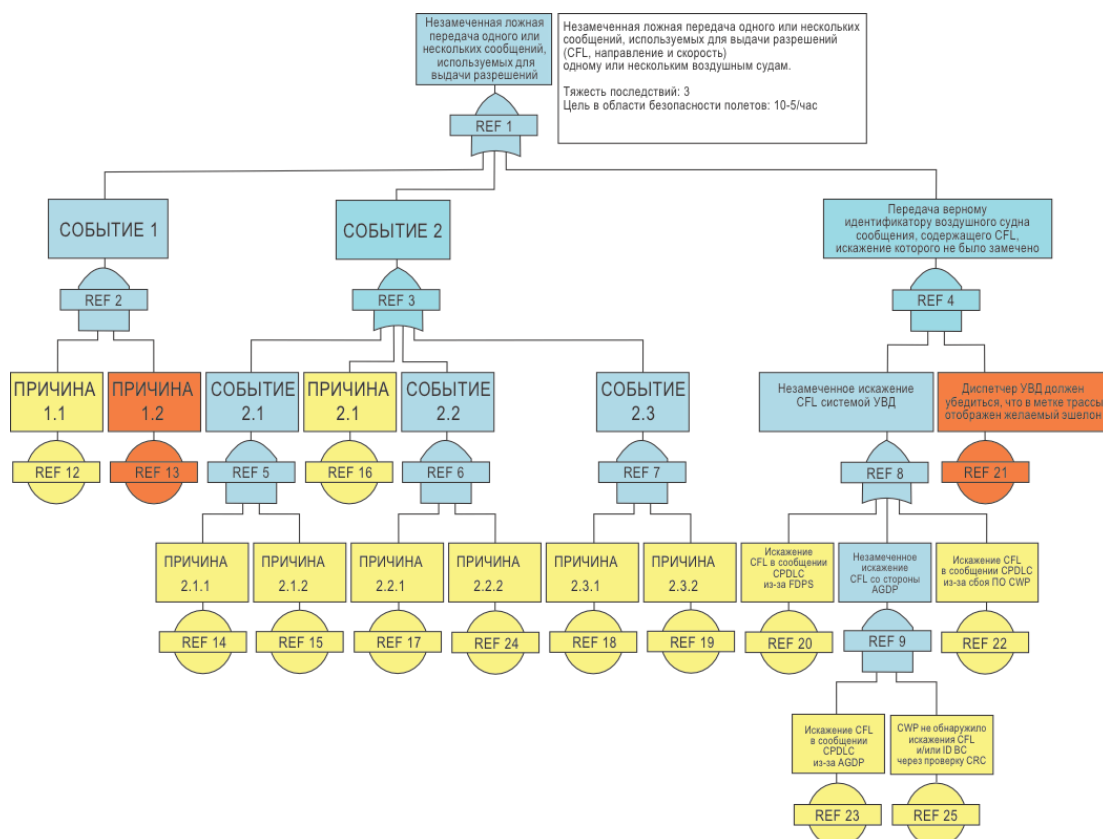 Незамеченная ложная
передача одного или
нескольких сообщений,
используемых для
выдачи разрешений
Незамеченная ложная передача одного или нескольких
сообщений, используемых для выдачи разрешений
(CFL, направление и скорость)
одному или нескольким воздушным судам.
Тяжесть последствий: 3
Цель в области безопасности полетов: 10-5/час
REF 1
СОБЫТИЕ 1
СОБЫТИЕ 2
Передача верному
идентификатору воздушного судна
сообщения, содержащего CFL,
искажение которого не было замечено
REF 2
REF 3
REF 4
ПРИЧИНА
1.1
ПРИЧИНА
1.2
СОБЫТИЕ
2.1
ПРИЧИНА
2.1
СОБЫТИЕ
2.2
СОБЫТИЕ
2.3
Незамеченное искажение
CFL системой УВД
Диспетчер УВД должен
убедиться, что в метке трассы
отображен желаемый эшелон
REF 12
REF 13
REF 5
REF 16
REF 6
REF 7
REF 8
REF 21
ПРИЧИНА
2.1.1
ПРИЧИНА
2.1.2
ПРИЧИНА
2.2.1
ПРИЧИНА
2.2.2
ПРИЧИНА
2.3.1
ПРИЧИНА
2.3.2
Искажение
CFL в сообщении
CPDLC
из-за FDPS
Незамеченное
искажение
CFL со стороны
AGDP
Искажение CFL
в сообщении CPDLC
из-за сбоя ПО CWP
REF 14
REF 15
REF 17
REF 24
REF 18
REF 19
REF 20
REF 9
REF 22
Искажение CFL
в сообщении
CPDLC
из-за AGDP
CWP не обнаружило
искажения CFL
и/или ID ВС
через проверку CRC
REF 23
REF 25